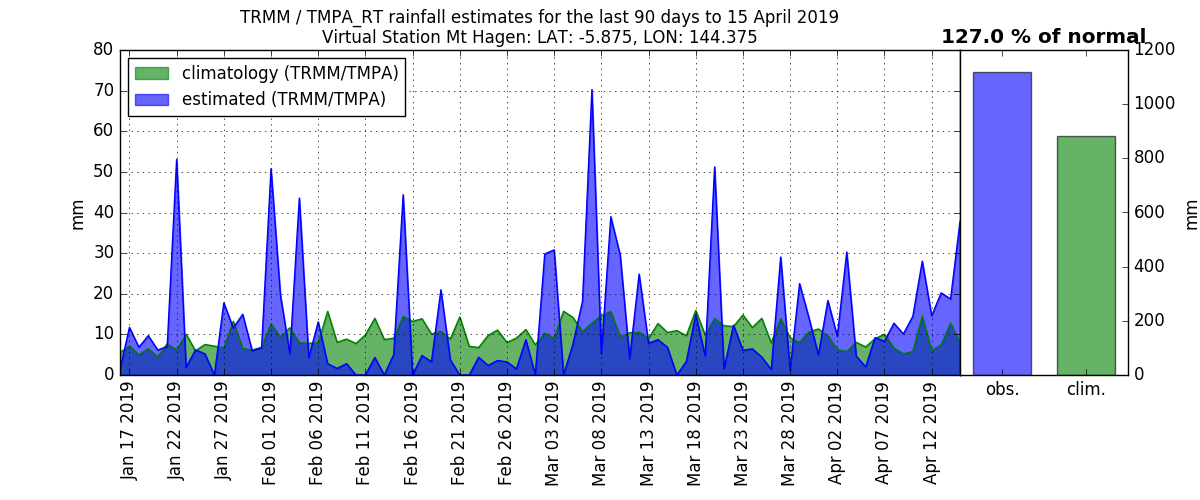 TRMM / TMPA_RT rainfall estimates for the last 90 days to 15 April 2019
Virtual Station Mt Hagen: LAT: -5.875, LON: 144.375
127.0 % of normal
climatology (TRMM/TMPA)
estimated (TRMM/TMPA)
80
70
60
50
40
30
20
10
0
mm
Jan 17 2019
Jan 22 2019
Jan 27 2019
Feb 01 2019
Feb 06 2019
Feb 11 2019
Feb 16 2019
Feb 21 2019
Feb 26 2019
Mar 03 2019
Mar 08 2019
Mar 13 2019
Mar 18 2019
Mar 23 2019
Mar 28 2019
Apr 02 2019
Apr 07 2019
Apr 12 2019
obs.
clim.
1200
1000
800
600
400
200
0
mm